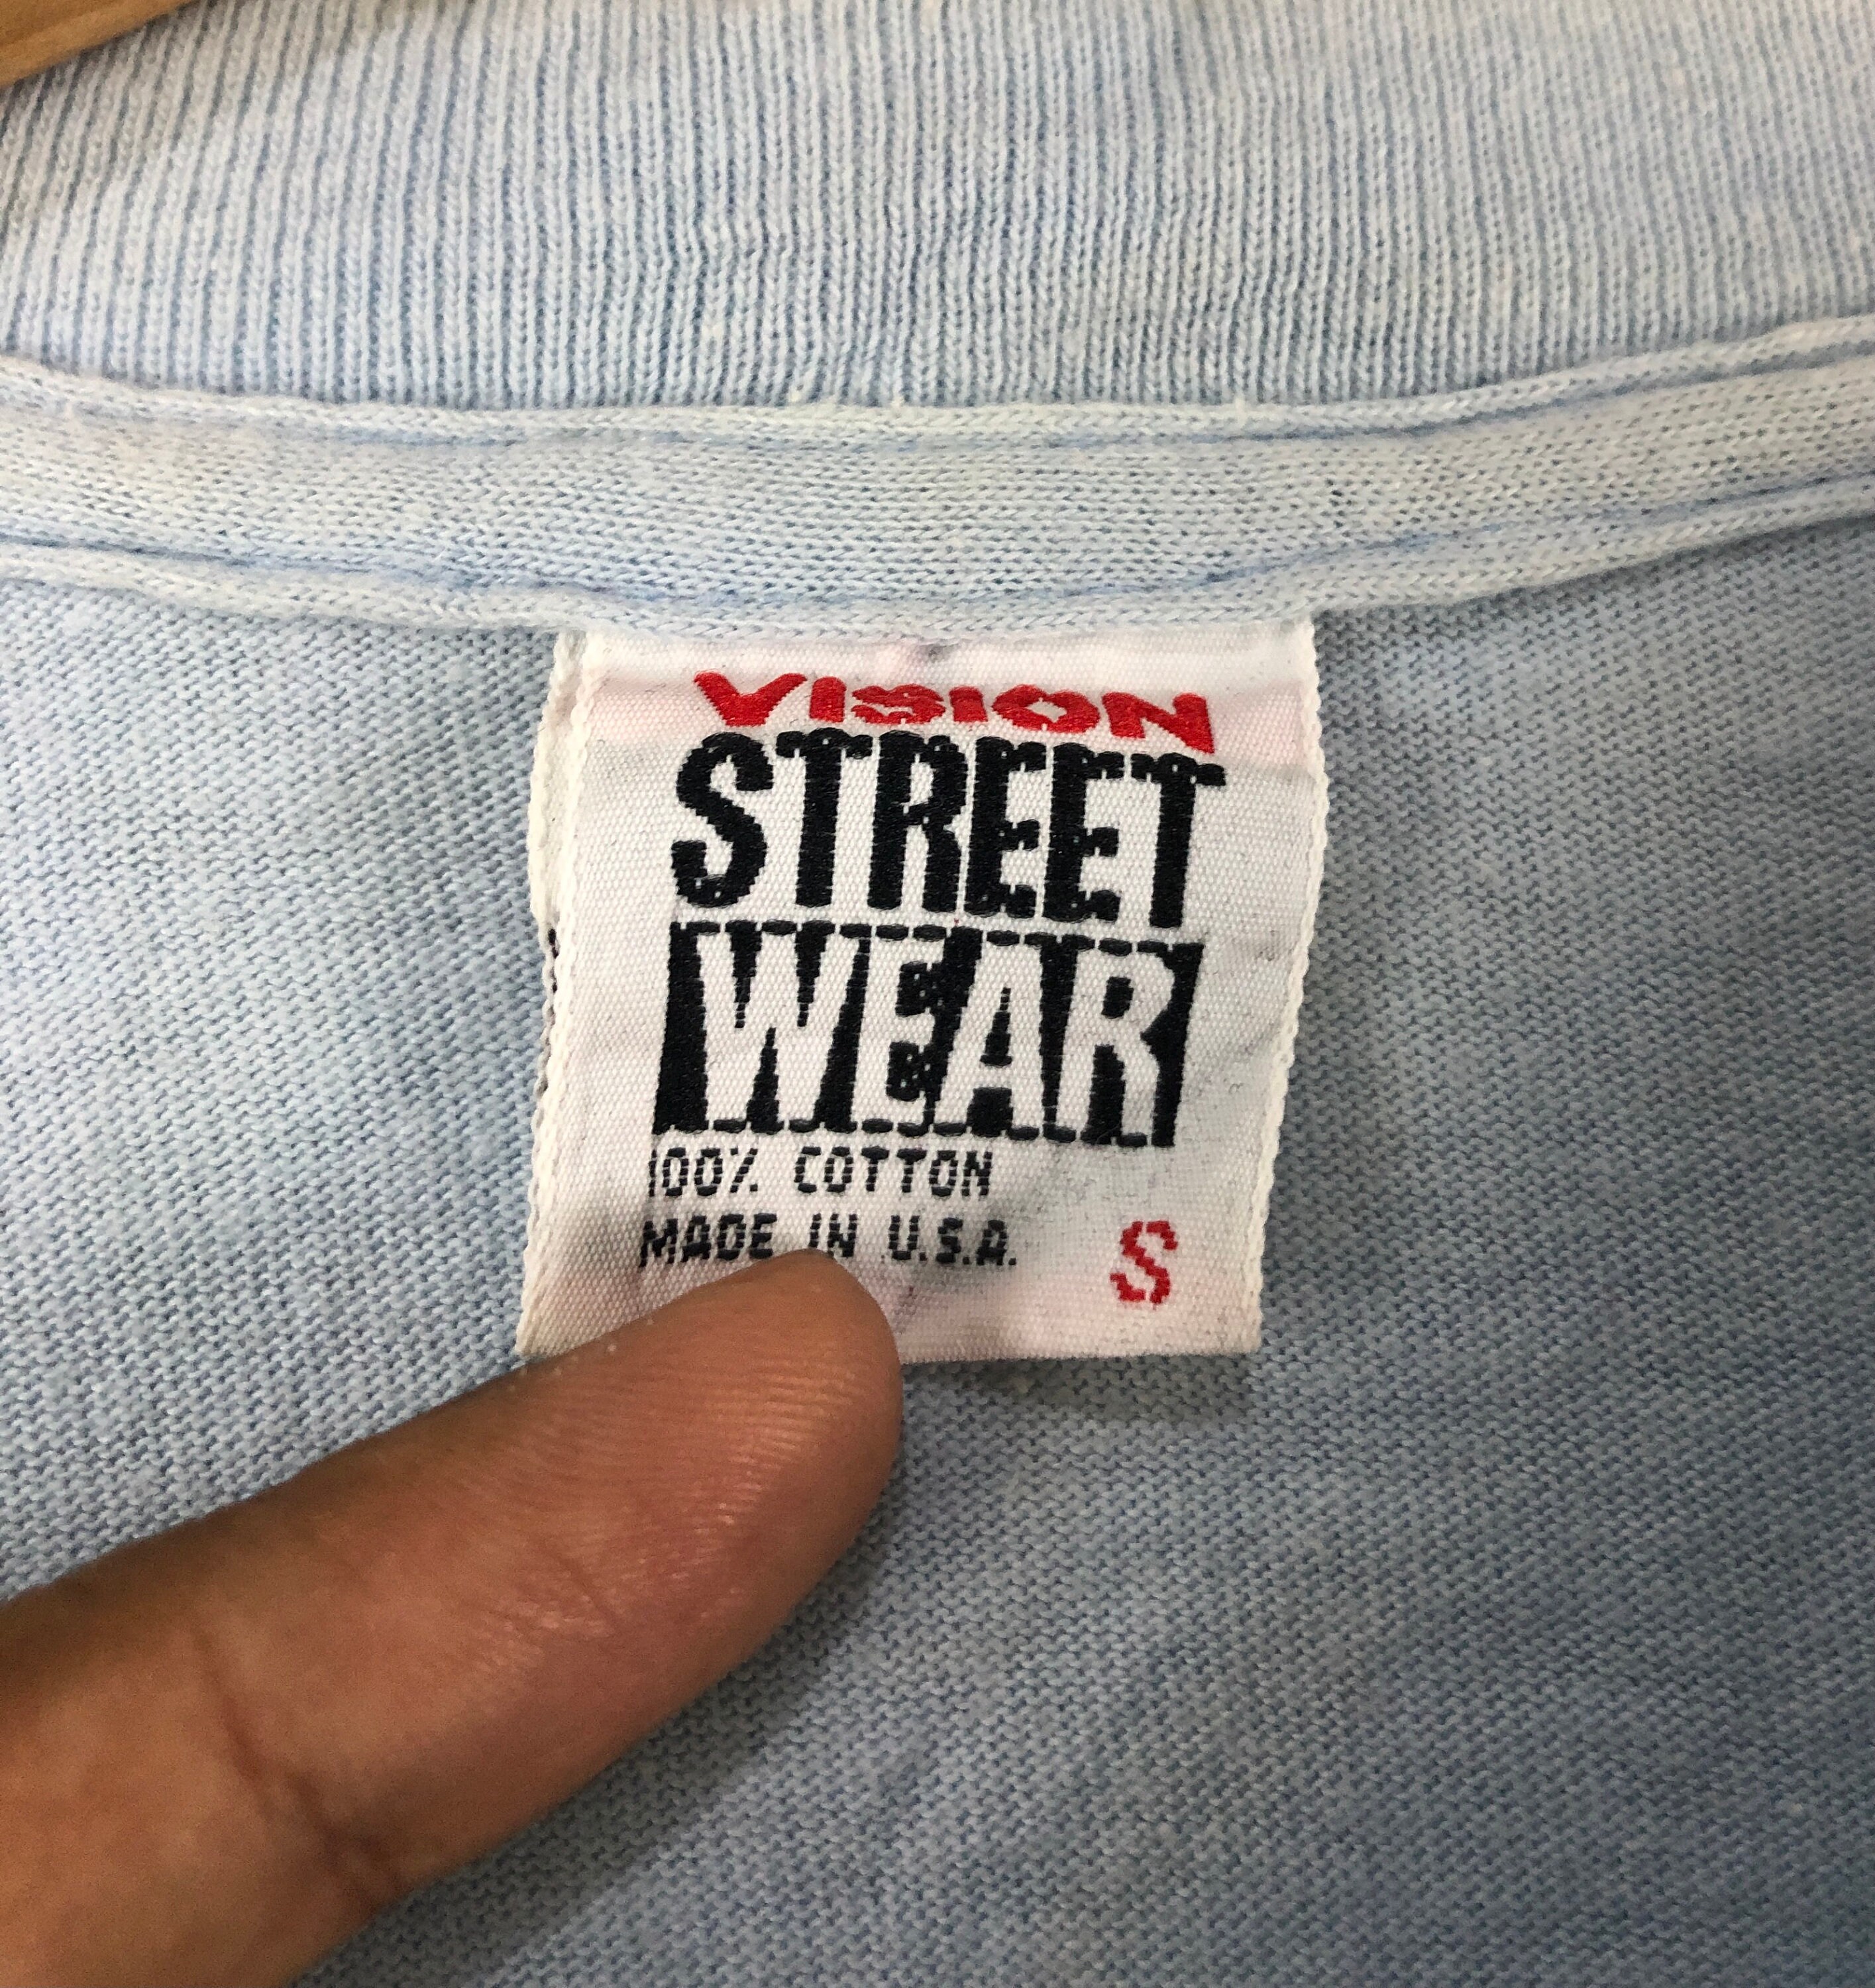 VISION
STREET
WEAR
100% COTTON
MADE IN U.S.A.
S